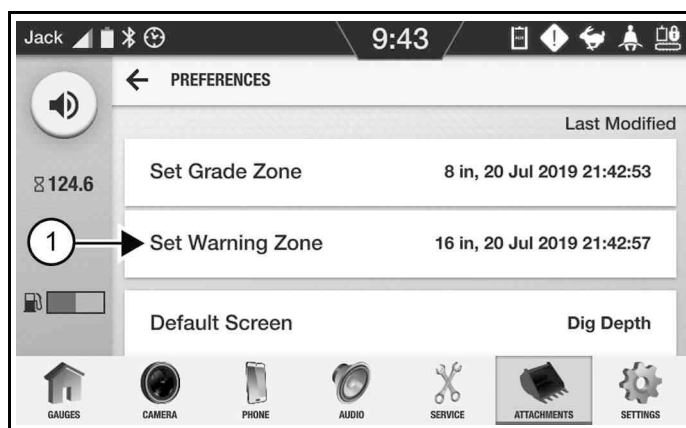 Jack 9:43
PREFERENCES
Last Modified
124.6
Set Grade Zone 8 in, 20 Jul 2019 21:42:53
1
Set Warning Zone 16 in, 20 Jul 2019 21:42:57
Default Screen Dig Depth
GAUGES CAMERA PHONE AUDIO SERVICE ATTACHMENTS SETTINGS